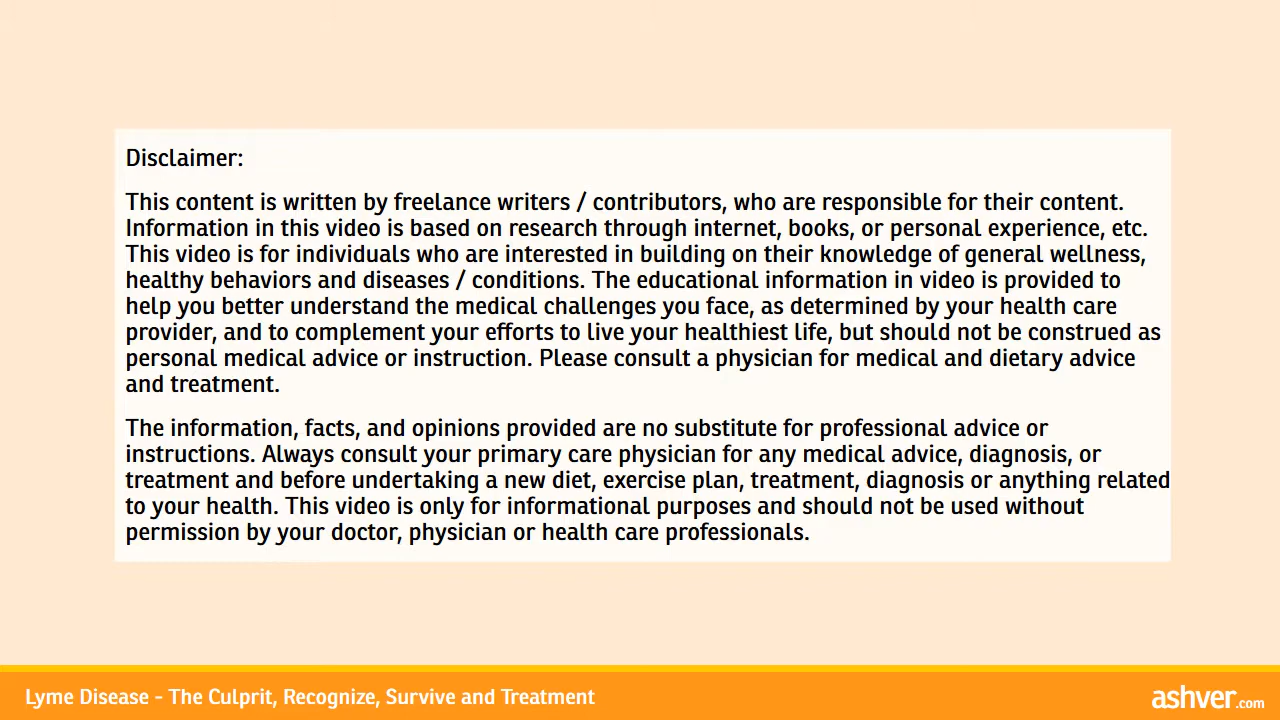 Disclaimer:
This content is written by freelance writers / contributors, who are responsible for their content.
Information in this video is based on research through internet, books, or personal experience, etc.
This video is for individuals who are interested in building on their knowledge of general wellness,
healthy behaviors and diseases / conditions. The educational information in video is provided to
help you better understand the medical challenges you face, as determined by your health care
provider, and to complement your efforts to live your healthiest life, but should not be construed as
personal medical advice or instruction. Please consult a physician for medical and dietary advice
and treatment.
The information, facts, and opinions provided are no substitute for professional advice or
instructions. Always consult your primary care physician for any medical advice, diagnosis, or
treatment and before undertaking a new diet, exercise plan, treatment, diagnosis or anything related
to your health. This video is only for informational purposes and should not be used without
permission by your doctor, physician or health care professionals.
Lyme Disease - The Culprit, Recognize, Survive and Treatment
ashver.com